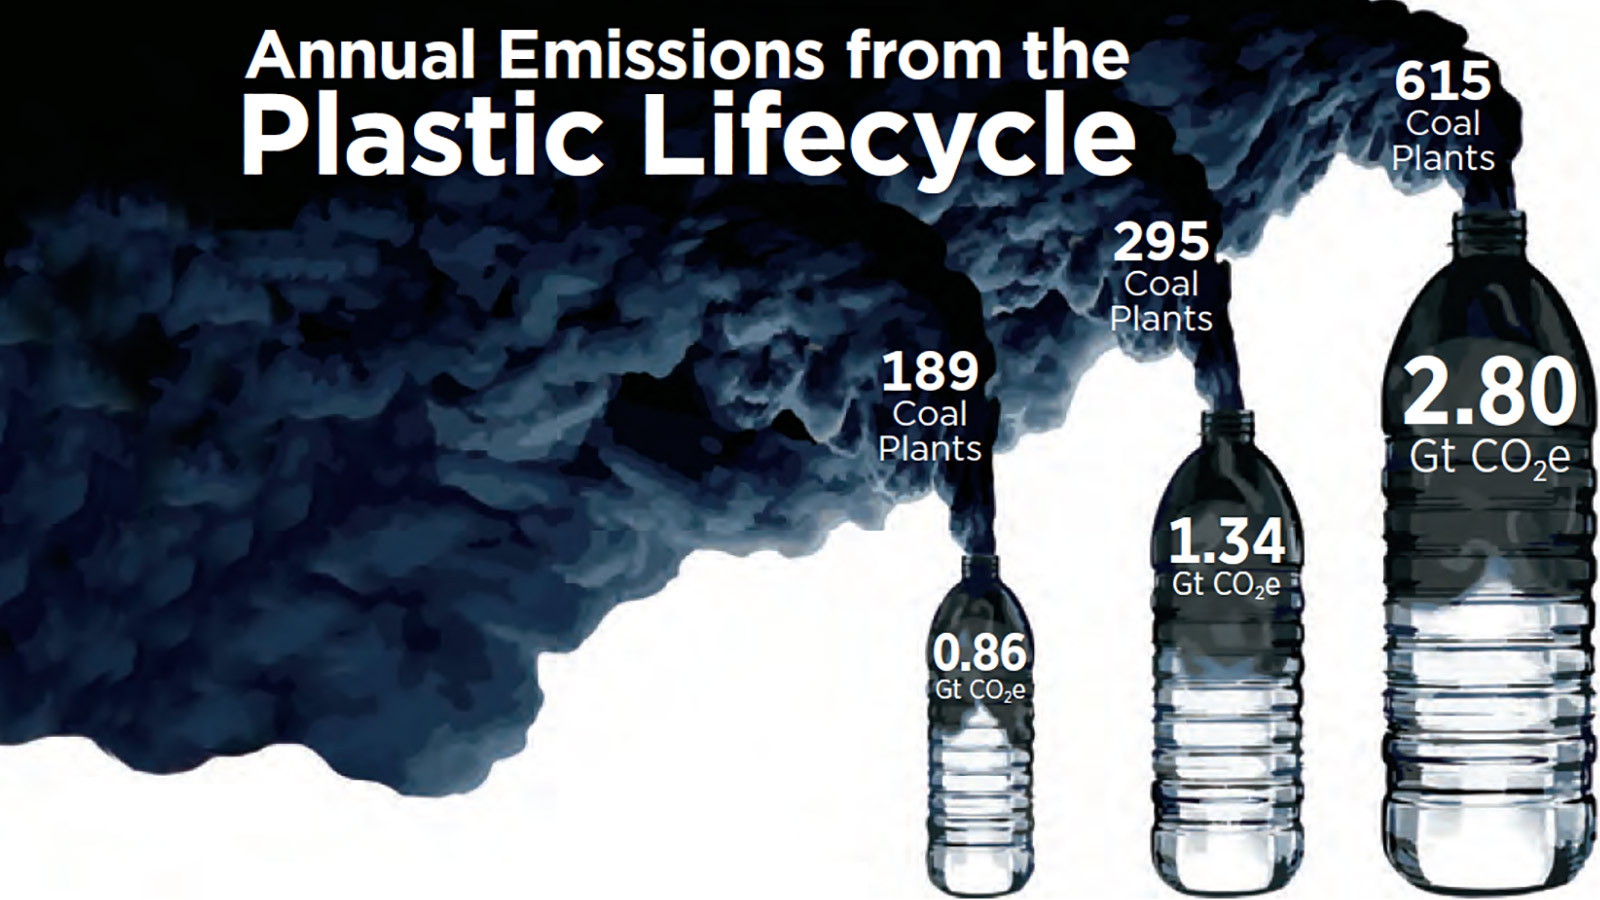 Annual Emissions from the
Plastic Lifecycle
189
Coal
Plants
0.86
Gt CO₂e
295
Coal
Plants
1.34
Gt CO₂e
615
Coal
Plants
2.80
Gt CO₂e